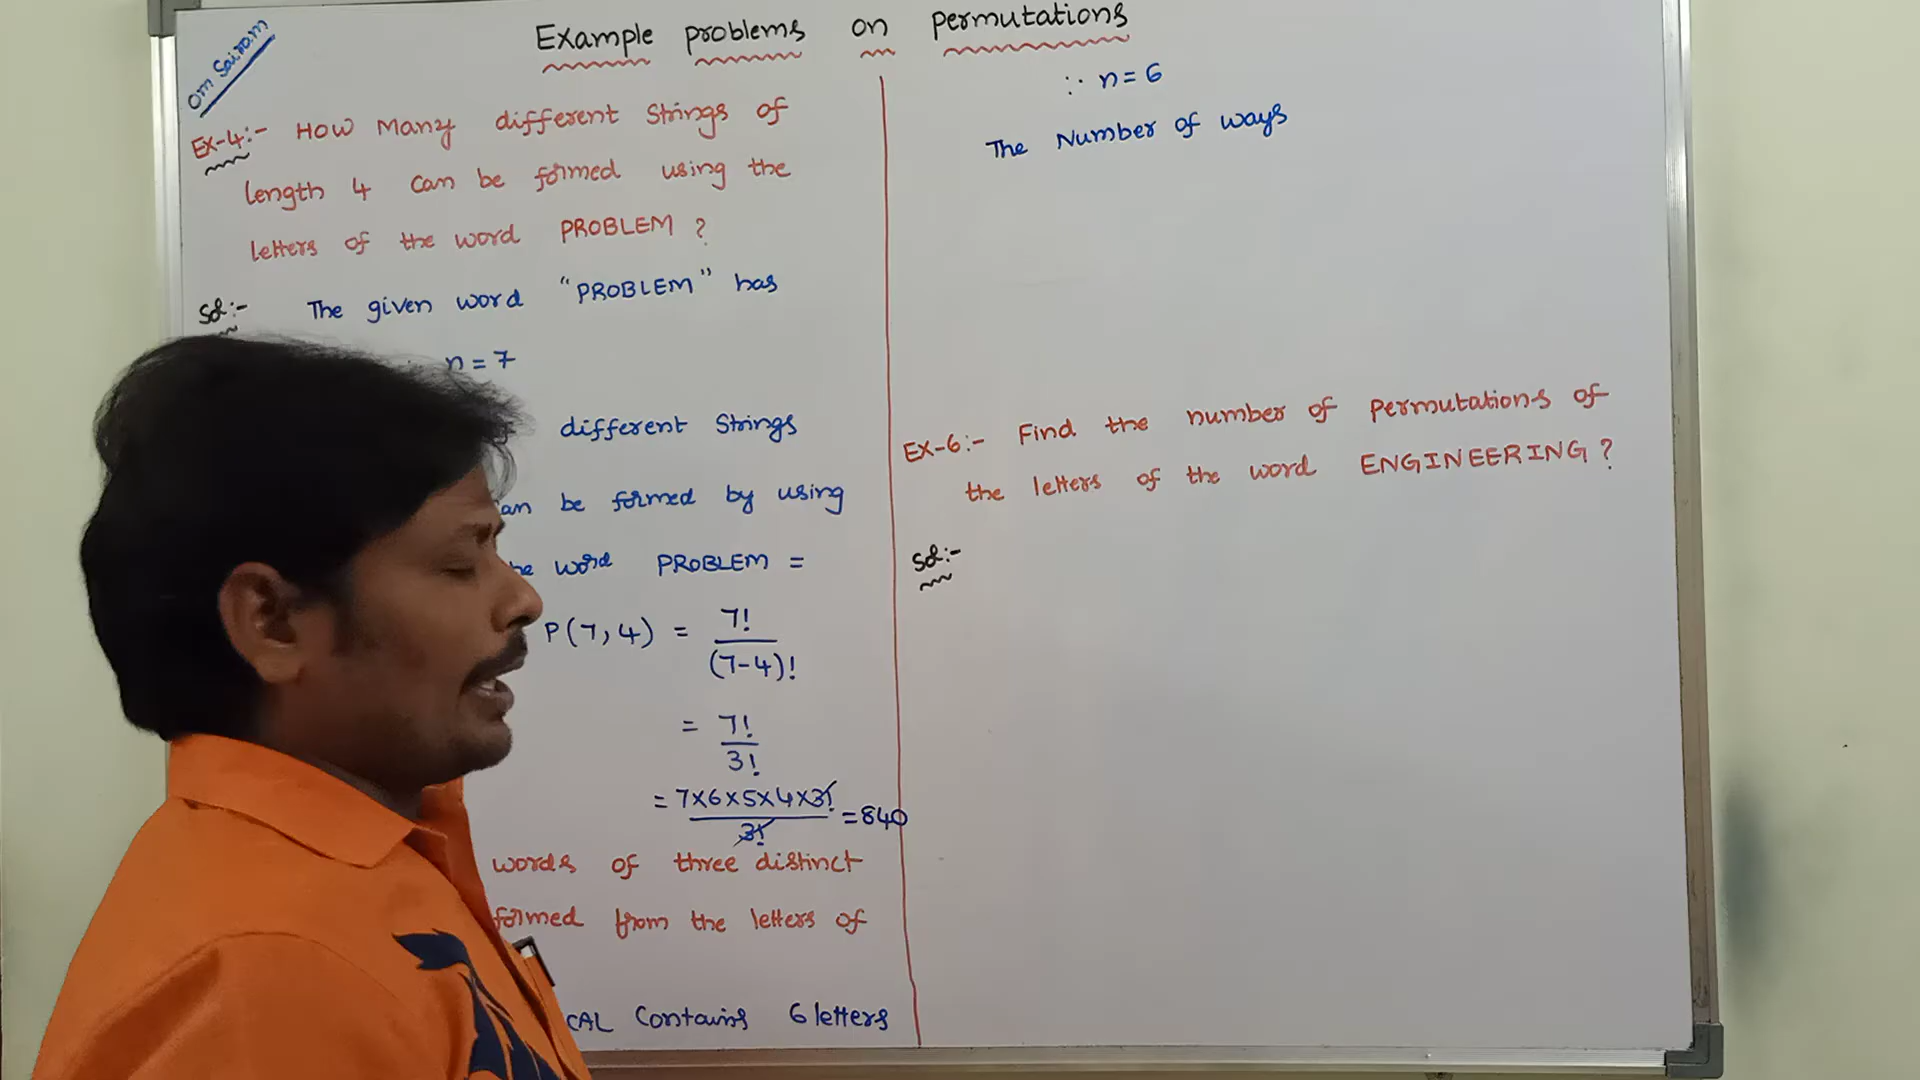 Example problems on permutations
Om Sairam
Ex-4:- How Many different Strings of
length 4 can be formed using the
letters of the word PROBLEM ?
Sol:- The given word "PROBLEM" has
n = 7
different Strings
can be formed by using
the word PROBLEM =
P(7,4) = 7!/(7-4)!
= 7!/3!
= 7×6×5×4×3!/3! = 840
words of three distinct
formed from the letters of
CAL Contains 6 letters
∵ n = 6
The Number of ways
Ex-6:- Find the number of permutations of
the letters of the word ENGINEERING ?
Sol:-